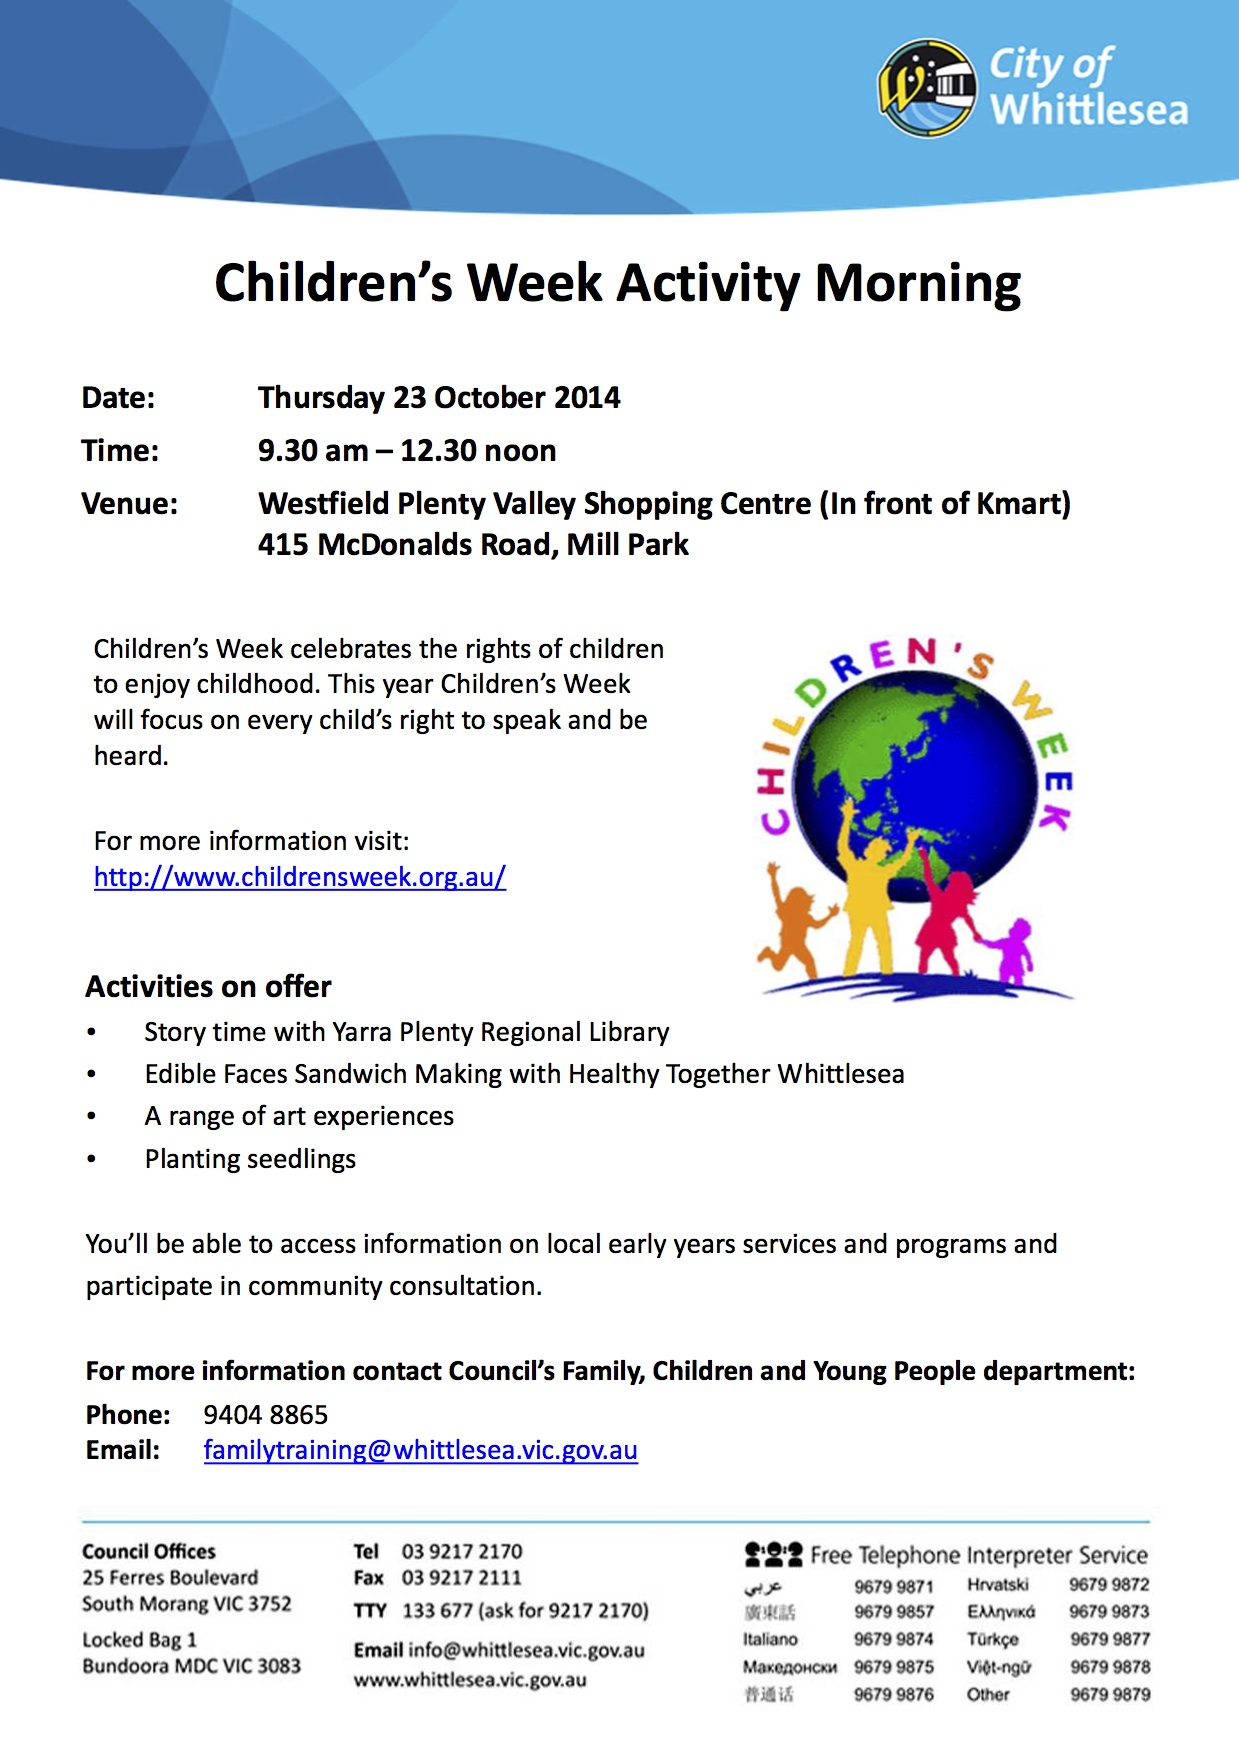 City of
Whittlesea
Children’s Week Activity Morning
Date: Thursday 23 October 2014
Time: 9.30 am – 12.30 noon
Venue: Westfield Plenty Valley Shopping Centre (In front of Kmart)
415 McDonalds Road, Mill Park
Children’s Week celebrates the rights of children
to enjoy childhood. This year Children’s Week
will focus on every child’s right to speak and be
heard.
For more information visit:
http://www.childrensweek.org.au/
CHILDREN'S WEEK
Activities on offer
• Story time with Yarra Plenty Regional Library
• Edible Faces Sandwich Making with Healthy Together Whittlesea
• A range of art experiences
• Planting seedlings
You’ll be able to access information on local early years services and programs and
participate in community consultation.
For more information contact Council’s Family, Children and Young People department:
Phone: 9404 8865
Email: familytraining@whittlesea.vic.gov.au
Council Offices
25 Ferres Boulevard
South Morang VIC 3752
Locked Bag 1
Bundoora MDC VIC 3083
Tel 03 9217 2170
Fax 03 9217 2111
TTY 133 677 (ask for 9217 2170)
Email info@whittlesea.vic.gov.au
www.whittlesea.vic.gov.au
Free Telephone Interpreter Service
عربي 9679 9871 Hrvatski 9679 9872
廣東話 9679 9857 Ελληνικά 9679 9873
Italiano 9679 9874 Türkçe 9679 9877
Македонски 9679 9875 Việt-ngữ 9679 9878
普通话 9679 9876 Other 9679 9879